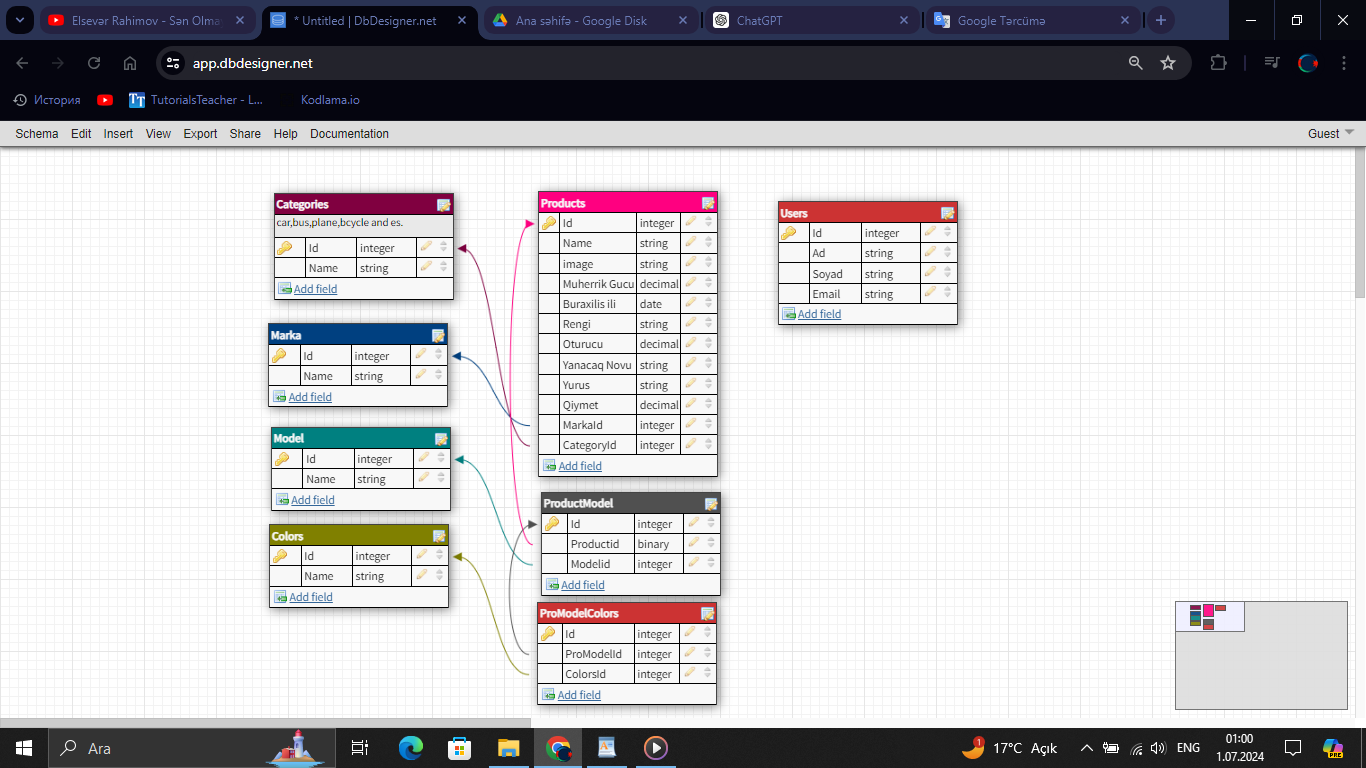 Elsevər Rahimov - Sən Olma
* Untitled | DbDesigner.net
Ana səhifə - Google Disk
ChatGPT
Google Tərcümə
app.dbdesigner.net
История
TutorialsTeacher - L...
Kodlama.io
Schema Edit Insert View Export Share Help Documentation Guest
Categories
car,bus,plane,bcycle and es.
Id integer
Name string
Add field
Marka
Id integer
Name string
Add field
Model
Id integer
Name string
Add field
Colors
Id integer
Name string
Add field
Products
Id integer
Name string
image string
Muherrik Gucu decimal
Buraxilis ili date
Rengi string
Oturucu decimal
Yanacaq Novu string
Yurus string
Qiymet decimal
MarkaId integer
CategoryId integer
Add field
ProductModel
Id integer
Productid binary
Modelid integer
Add field
ProModelColors
Id integer
ProModelId integer
ColorsId integer
Add field
Users
Id integer
Ad string
Soyad string
Email string
Add field
Ara
1
17°C Açık
ENG
01:00
1.07.2024
PRE